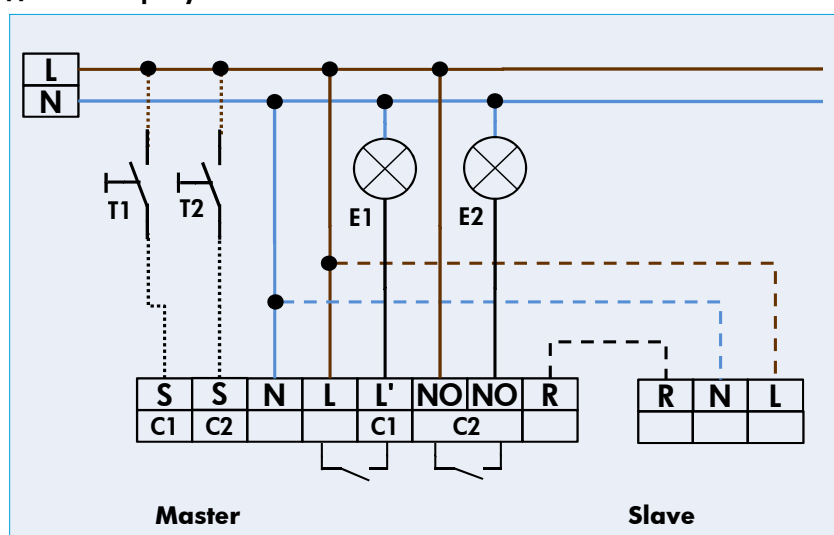 L
N
T1 T2 E1 E2
S S N L L' NO NO R
C1 C2 C1 C2
R N L
Master Slave